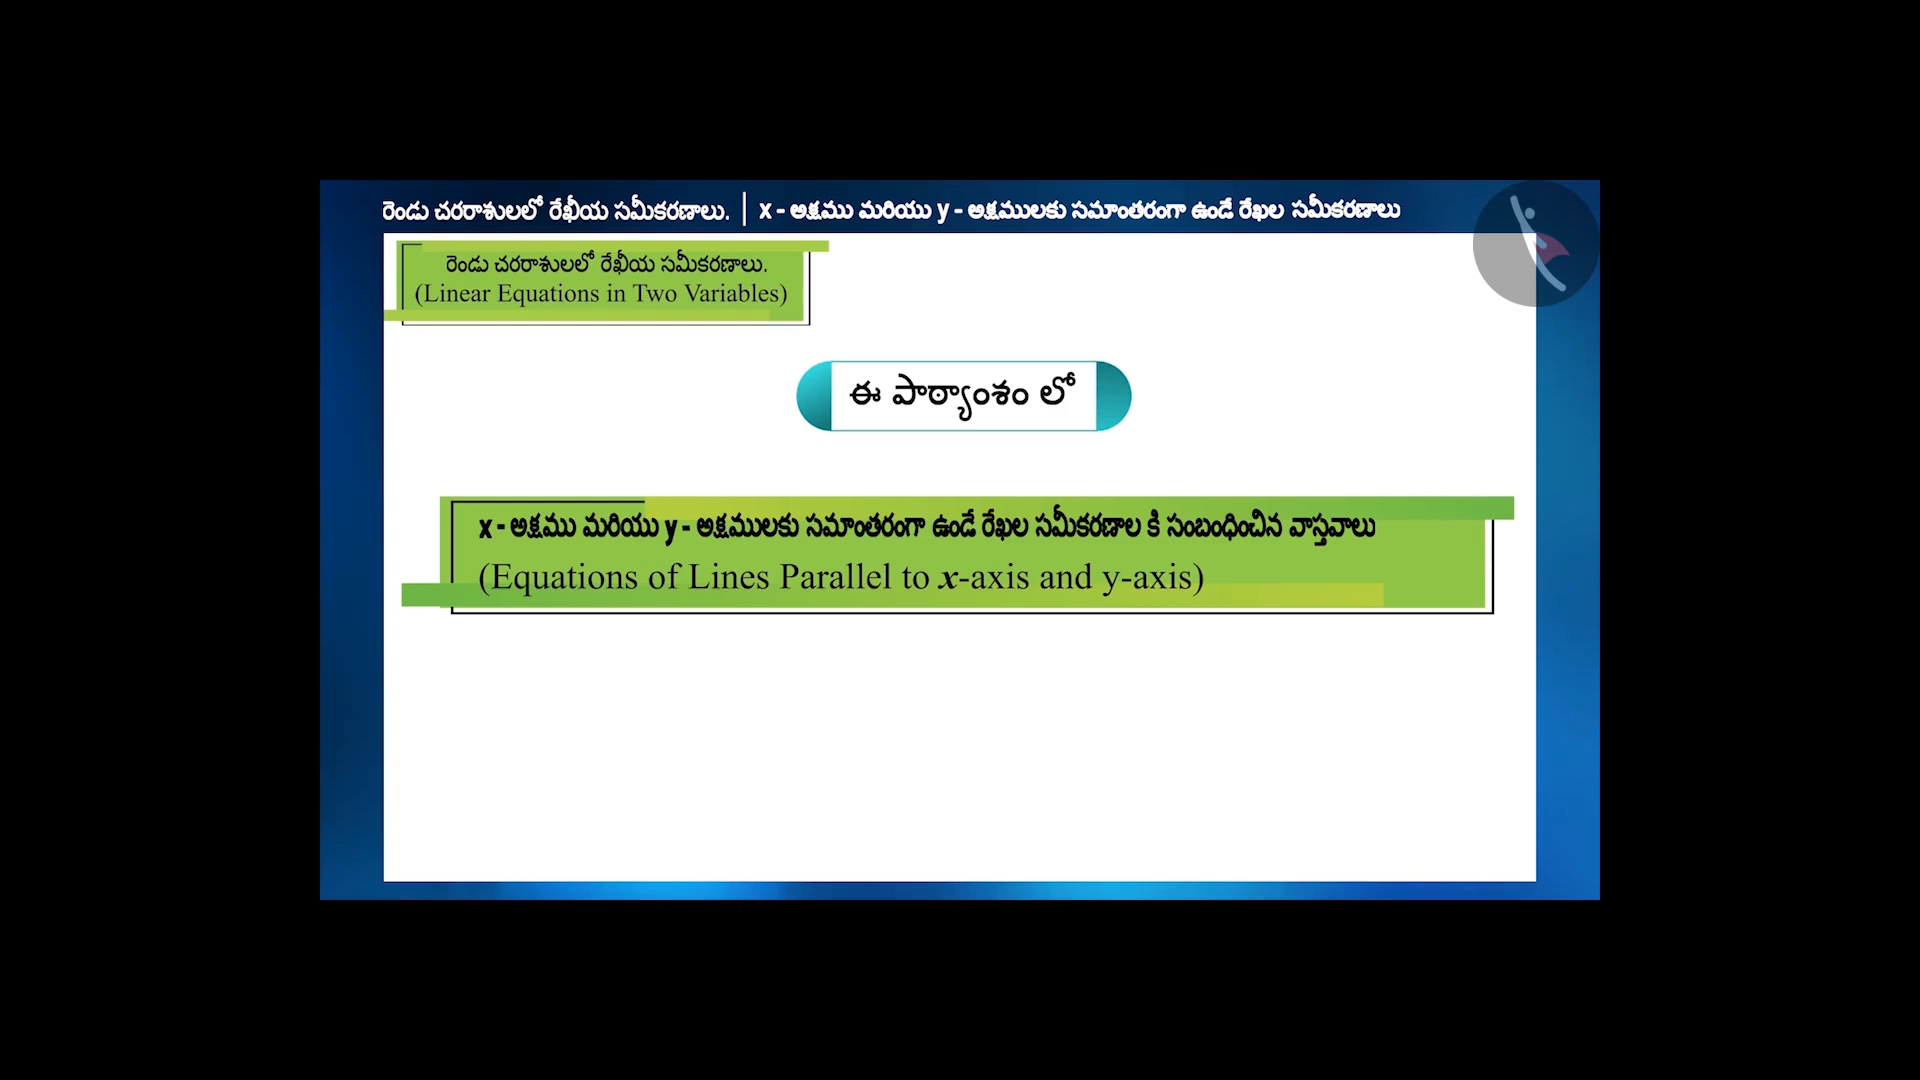 రెండు చరరాశులలో రేఖీయ సమీకరణాలు. | x - అక్షము మరియు y - అక్షములకు సమాంతరంగా ఉండే రేఖల సమీకరణాలు
రెండు చరరాశులలో రేఖీయ సమీకరణాలు.
(Linear Equations in Two Variables)
ఈ పాఠ్యాంశం లో
x - అక్షము మరియు y - అక్షములకు సమాంతరంగా ఉండే రేఖల సమీకరణాల కి సంబంధించిన వాస్తవాలు
(Equations of Lines Parallel to x-axis and y-axis)